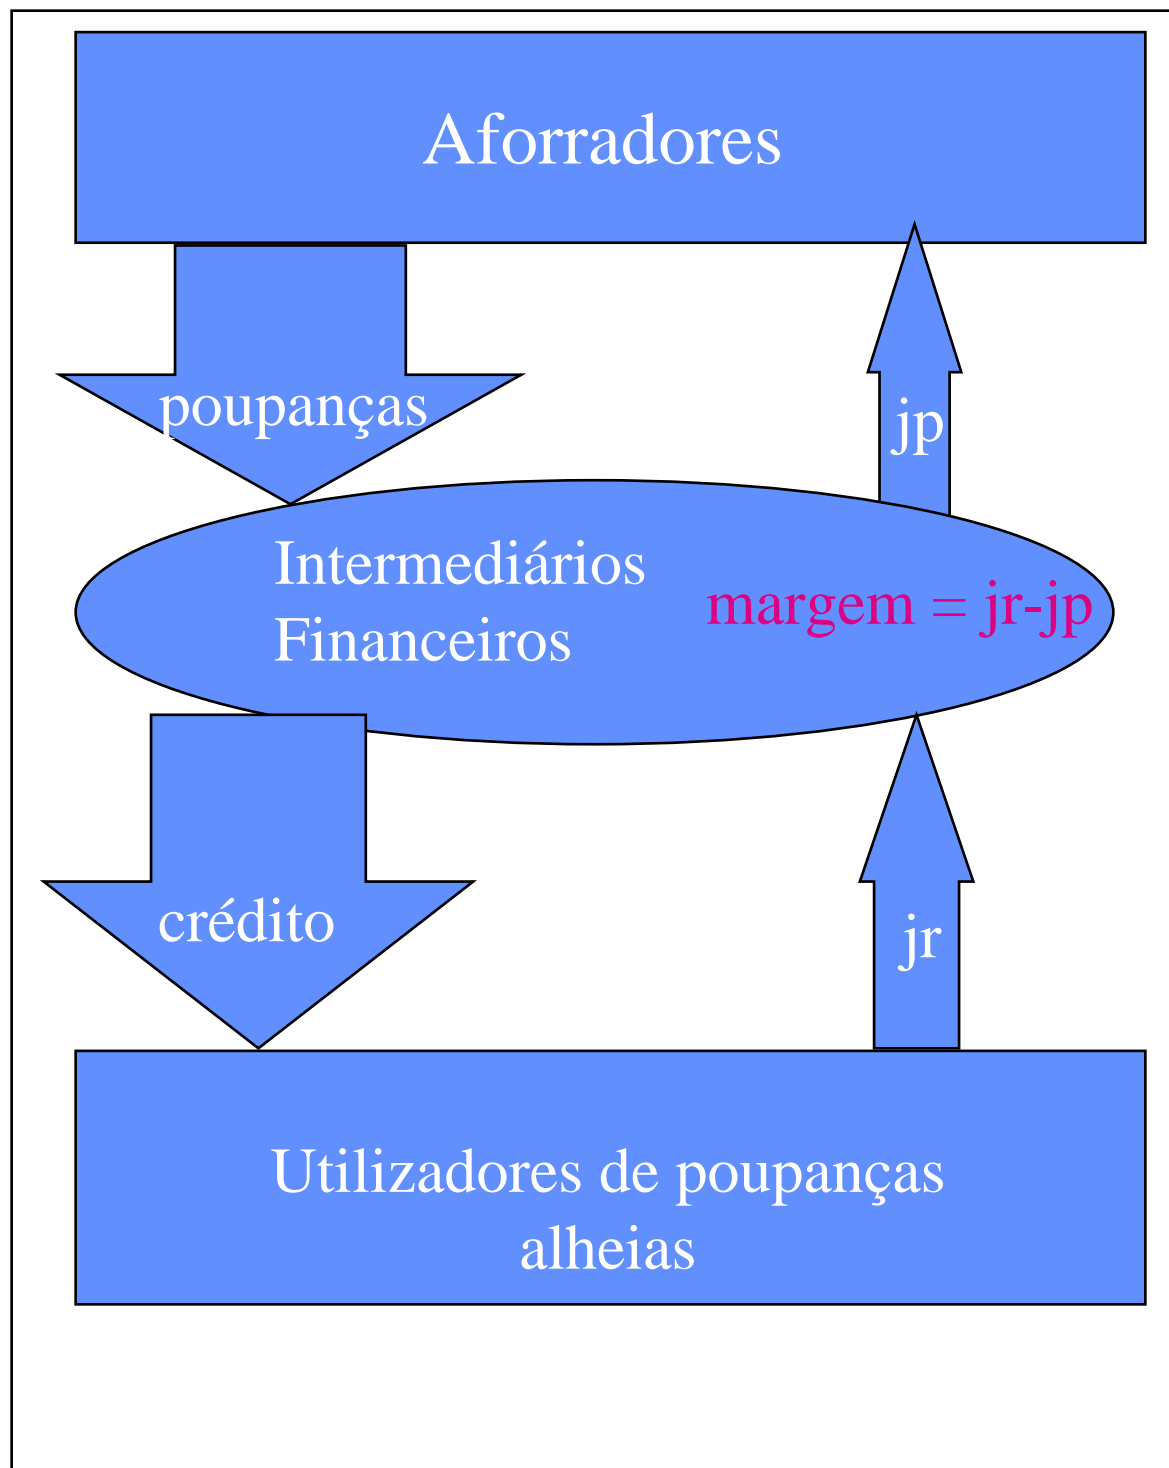 Aforradores
poupanças
jp
Intermediários
Financeiros
margem = jr-jp
crédito
jr
Utilizadores de poupanças
alheias